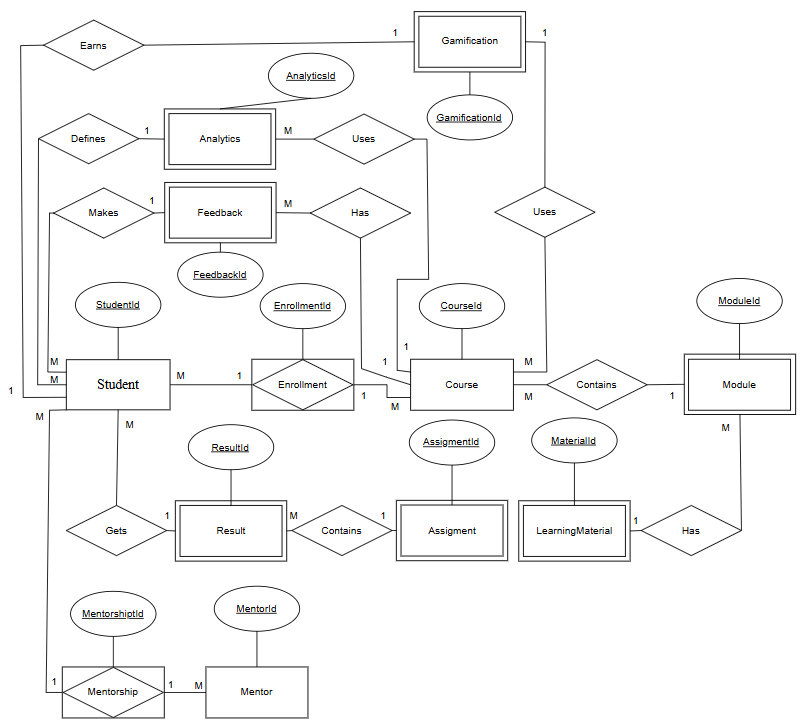 1
1
Earns
Gamification
1
AnalyticsId
GamificationId
Defines
1
Analytics
M
Uses
1
Makes
Feedback
M
Has
Uses
FeedbackId
StudentId
EnrollmentId
CourseId
ModuleId
1
M
M
1
M
Student
M
1
Enrollment
1
M
Course
M
Contains
1
Module
1
M
M
M
ResultId
AssigmentId
MaterialId
Gets
1
Result
M
Contains
1
Assigment
LearningMaterial
1
Has
MentorshiptId
MentorId
1
Mentorship
1
M
Mentor